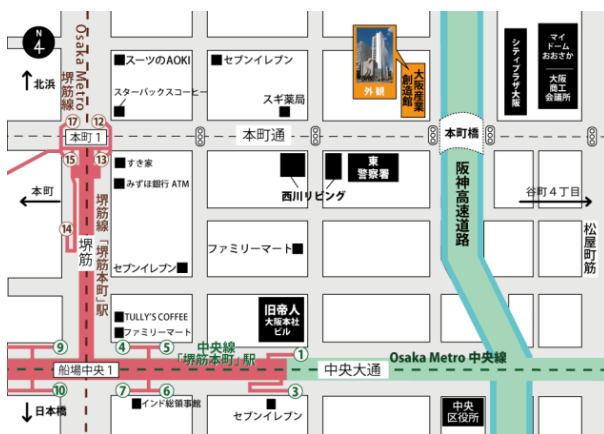 N
4
北浜
Osaka Metro
堺筋線
スーツのAOKI
セブンイレブン
スターバックスコーヒー
スギ薬局
外観
大阪産業
創造館
シティプラザ大阪
マイ
ドーム
おおさか
大阪
商工
会議所
17
12
本町1
15
13
本町通
本町橋
すき家
みずほ銀行 ATM
西川リビング
東
警察署
阪神高速道路
本町
谷町4丁目
松屋町筋
14
堺筋
堺筋線「堺筋本町」駅
ファミリーマート
セブンイレブン
TULLY'S COFFEE
ファミリーマート
旧帝人
大阪本社
ビル
9
4
5
中央線
「堺筋本町」駅
1
Osaka Metro 中央線
船場中央1
中央大通
10
7
6
3
日本橋
インド総領事館
セブンイレブン
中央
区役所